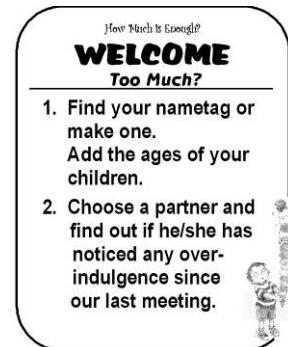 How Much is Enough?
WELCOME
Too Much?
1. Find your nametag or
make one.
Add the ages of your
children.
2. Choose a partner and
find out if he/she has
noticed any over-
indulgence since
our last meeting.